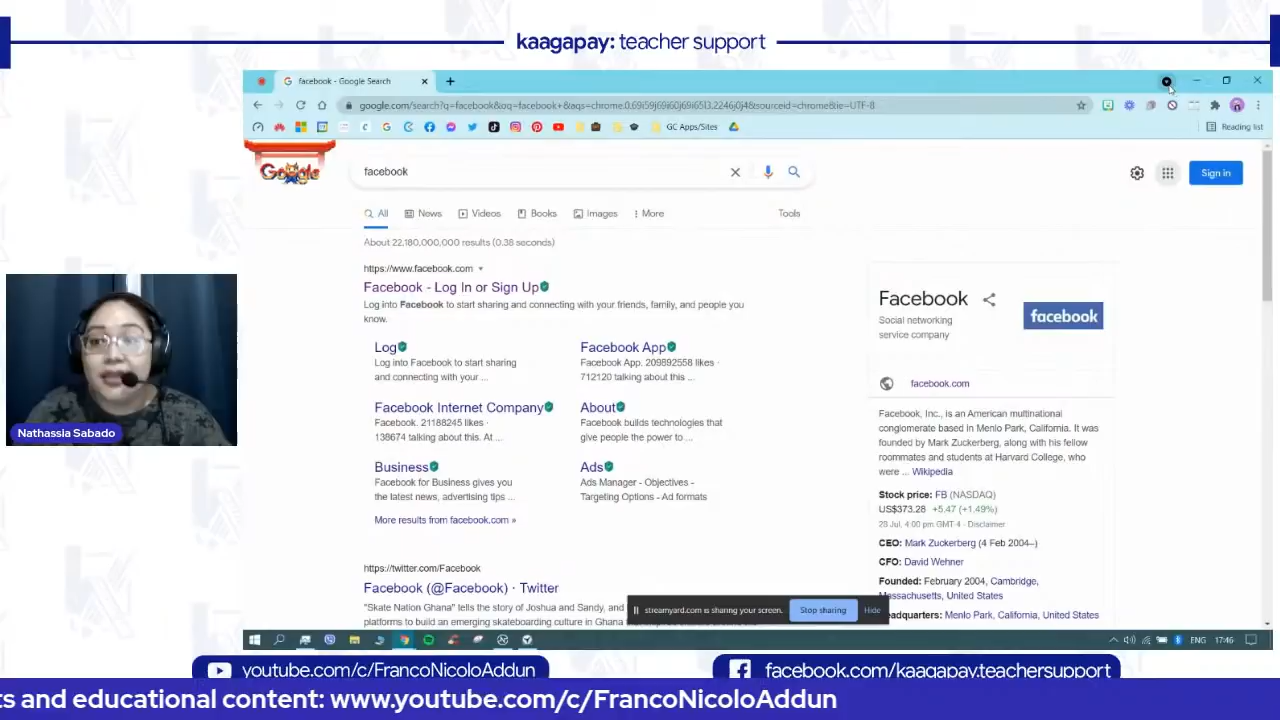 kaagapay: teacher support
facebook - Google Search
google.com/search?q=facebook&oq=facebook+&aqs=chrome.0.69i59j69i60j69i65l3.2246j0j4&sourceid=chrome&ie=UTF-8
GC Apps/Sites
Reading list
Google
facebook
Sign in
All
News
Videos
Books
Images
More
Tools
About 22,180,000,000 results (0.38 seconds)
https://www.facebook.com
Facebook - Log In or Sign Up
Log into Facebook to start sharing and connecting with your friends, family, and people you
know.
Log
Log into Facebook to start sharing
and connecting with your ...
Facebook App
Facebook App. 209892558 likes ·
712120 talking about this ...
Facebook Internet Company
Facebook. 21188245 likes ·
138674 talking about this. At ...
About
Facebook builds technologies that
give people the power to ...
Business
Facebook for Business gives you
the latest news, advertising tips ...
Ads
Ads Manager - Objectives -
Targeting Options - Ad formats
More results from facebook.com »
https://twitter.com/Facebook
Facebook (@Facebook) · Twitter
"Skate Nation Ghana" tells the story of Joshua and Sandy, and
platforms to build an emerging skateboarding culture in Ghana
Facebook
Social networking
service company
facebook
facebook.com
Facebook, Inc., is an American multinational
conglomerate based in Menlo Park, California. It was
founded by Mark Zuckerberg, along with his fellow
roommates and students at Harvard College, who
were ... Wikipedia
Stock price: FB (NASDAQ)
US$373.28 +5.47 (+1.49%)
28 Jul, 4:00 pm GMT-4 - Disclaimer
CEO: Mark Zuckerberg (4 Feb 2004–)
CFO: David Wehner
Founded: February 2004, Cambridge,
Massachusetts, United States
Headquarters: Menlo Park, California, United States
streamyard.com is sharing your screen.
Stop sharing
Hide
ENG
17:46
Nathassia Sabado
youtube.com/c/FrancoNicoloAddun
facebook.com/kaagapay.teachersupport
ts and educational content: www.youtube.com/c/FrancoNicoloAddun